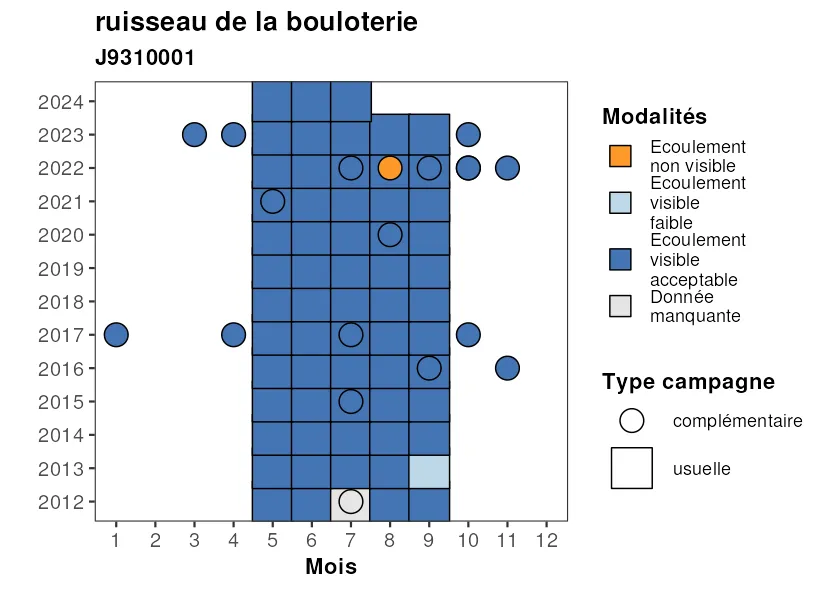 ruisseau de la bouloterie
J9310001
2024
2023
2022
2021
2020
2019
2018
2017
2016
2015
2014
2013
2012
1 2 3 4 5 6 7 8 9 10 11 12
Mois
Modalités
Ecoulement
non visible
Ecoulement
visible
faible
Ecoulement
visible
acceptable
Donnée
manquante
Type campagne
complémentaire
usuelle